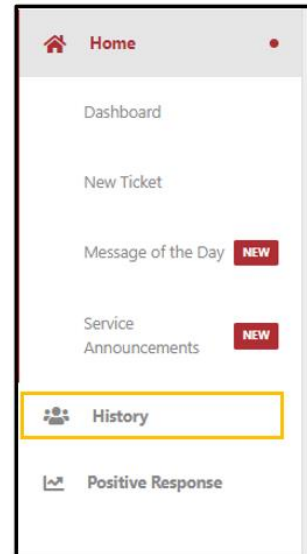 Home
Dashboard
New Ticket
Message of the Day NEW
Service
Announcements NEW
History
Positive Response